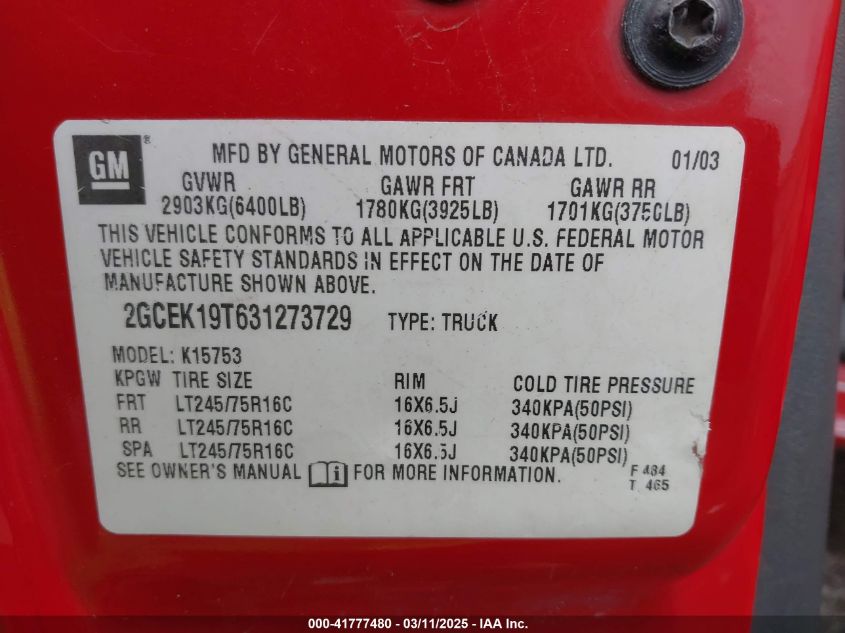 GM® MFD BY GENERAL MOTORS OF CANADA LTD. 01/03
GVWR GAWR FRT GAWR RR
2903KG(6400LB) 1780KG(3925LB) 1701KG(3750LB)
THIS VEHICLE CONFORMS TO ALL APPLICABLE U.S. FEDERAL MOTOR
VEHICLE SAFETY STANDARDS IN EFFECT ON THE DATE OF
MANUFACTURE SHOWN ABOVE.
2GCEK19T631273729 TYPE: TRUCK
MODEL: K15753
KPGW TIRE SIZE RIM COLD TIRE PRESSURE
FRT LT245/75R16C 16X6.5J 340KPA(50PSI)
RR LT245/75R16C 16X6.5J 340KPA(50PSI)
SPA LT245/75R16C 16X6.5J 340KPA(50PSI)
SEE OWNER'S MANUAL FOR MORE INFORMATION.
F 484
T 465
000-41777480 - 03/11/2025 - IAA Inc.